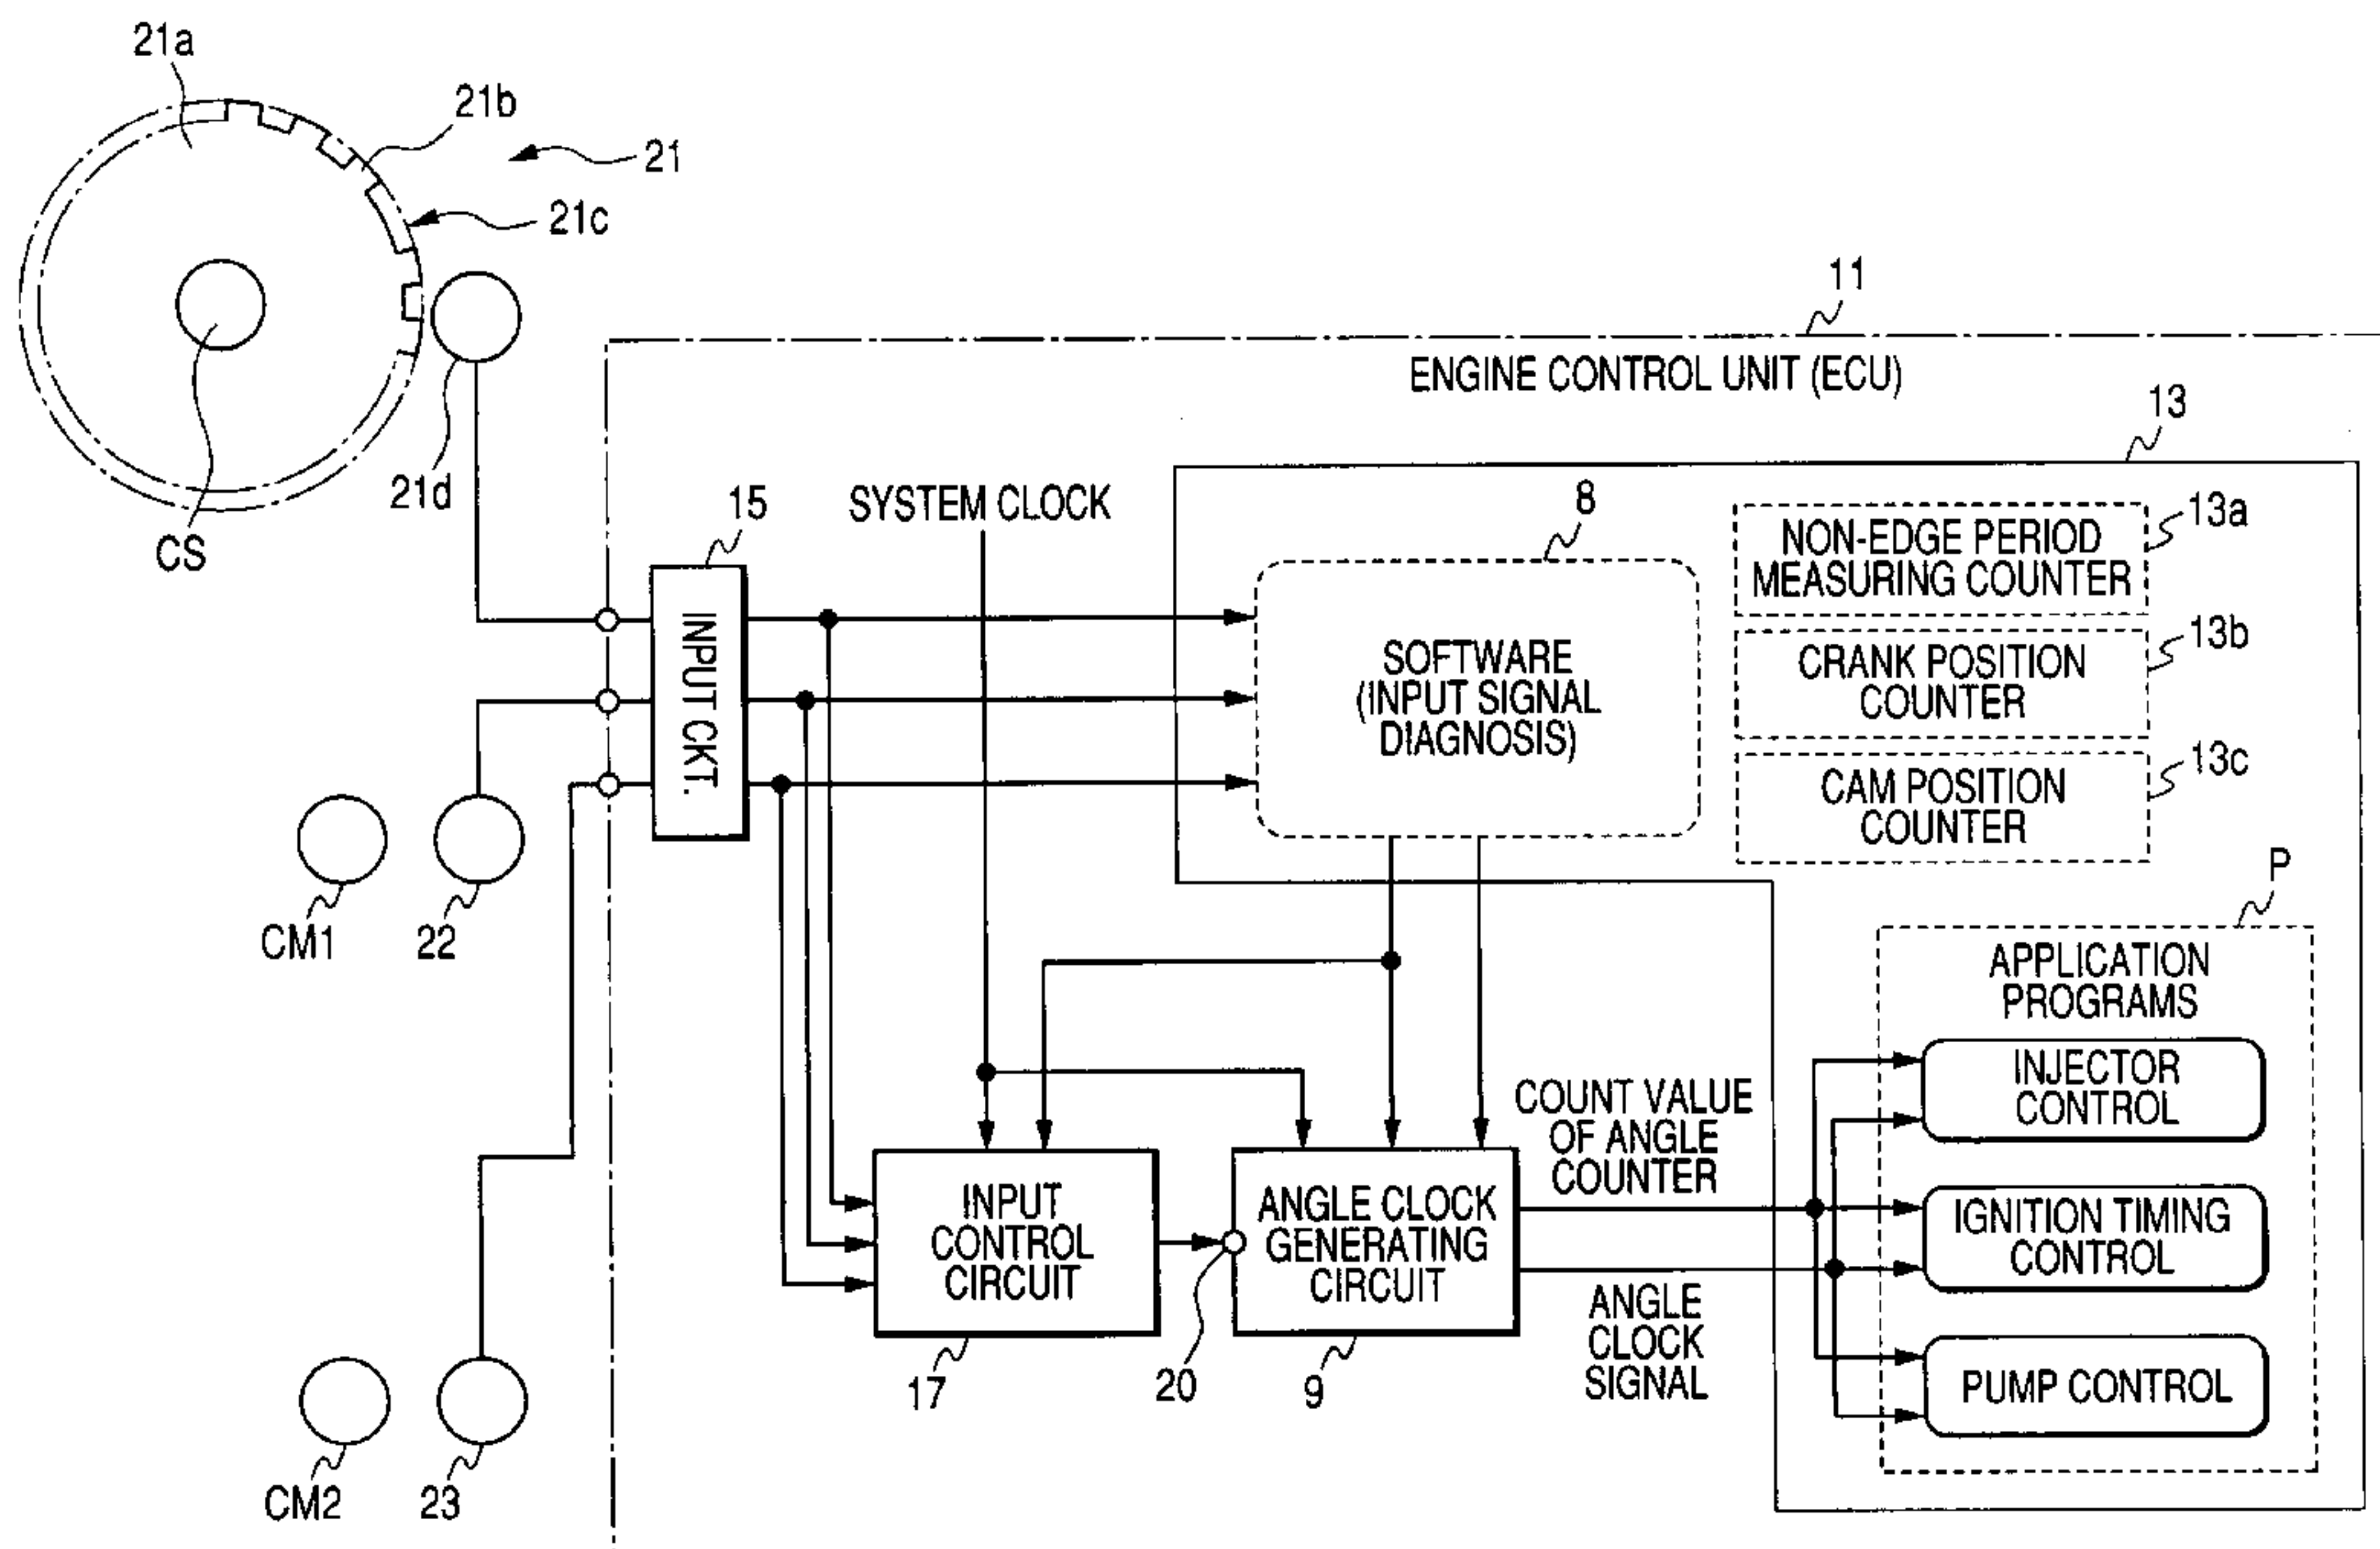 21a
21b
21
21c
11
ENGINE CONTROL UNIT (ECU)
13
21d
CS
15
SYSTEM CLOCK
8
13a
NON-EDGE PERIOD
MEASURING COUNTER
13b
CRANK POSITION
COUNTER
13c
CAM POSITION
COUNTER
INPUT CKT.
SOFTWARE
(INPUT SIGNAL
DIAGNOSIS)
CM1
22
P
APPLICATION
PROGRAMS
INJECTOR
CONTROL
COUNT VALUE
OF ANGLE
COUNTER
INPUT
CONTROL
CIRCUIT
ANGLE CLOCK
GENERATING
CIRCUIT
IGNITION TIMING
CONTROL
ANGLE
CLOCK
SIGNAL
PUMP CONTROL
17
20
9
CM2
23